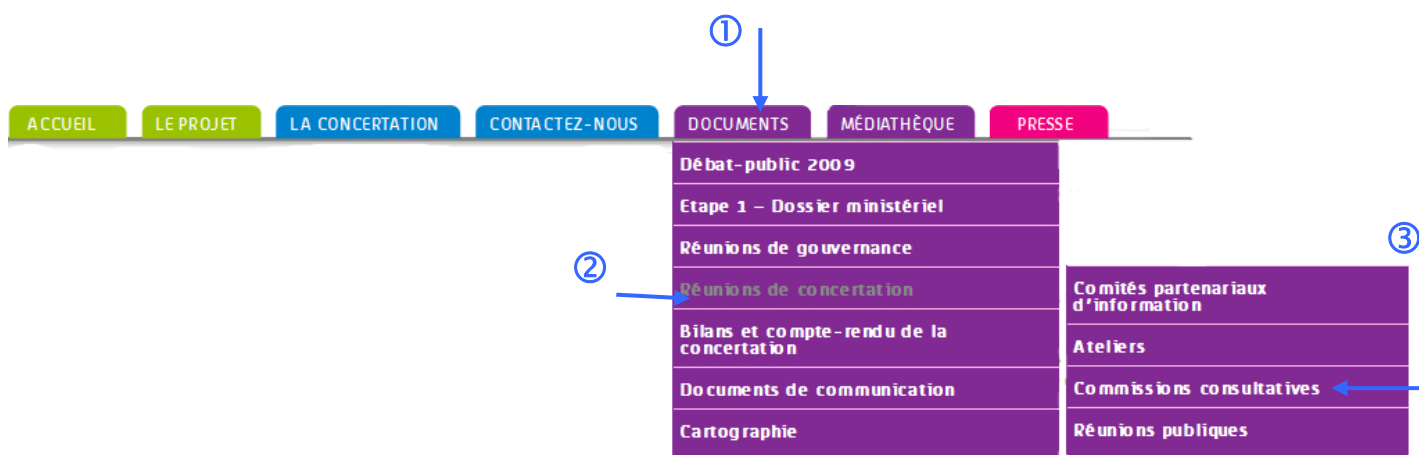 ①
ACCUEIL LE PROJET LA CONCERTATION CONTACTEZ-NOUS DOCUMENTS MÉDIATHÈQUE PRESSE
Débat-public 2009
Etape 1 – Dossier ministériel
Réunions de gouvernance
②
Réunions de concertation
Bilans et compte-rendu de la
concertation
Documents de communication
Cartographie
③
Comités partenariaux
d'information
Ateliers
Commissions consultatives
Réunions publiques